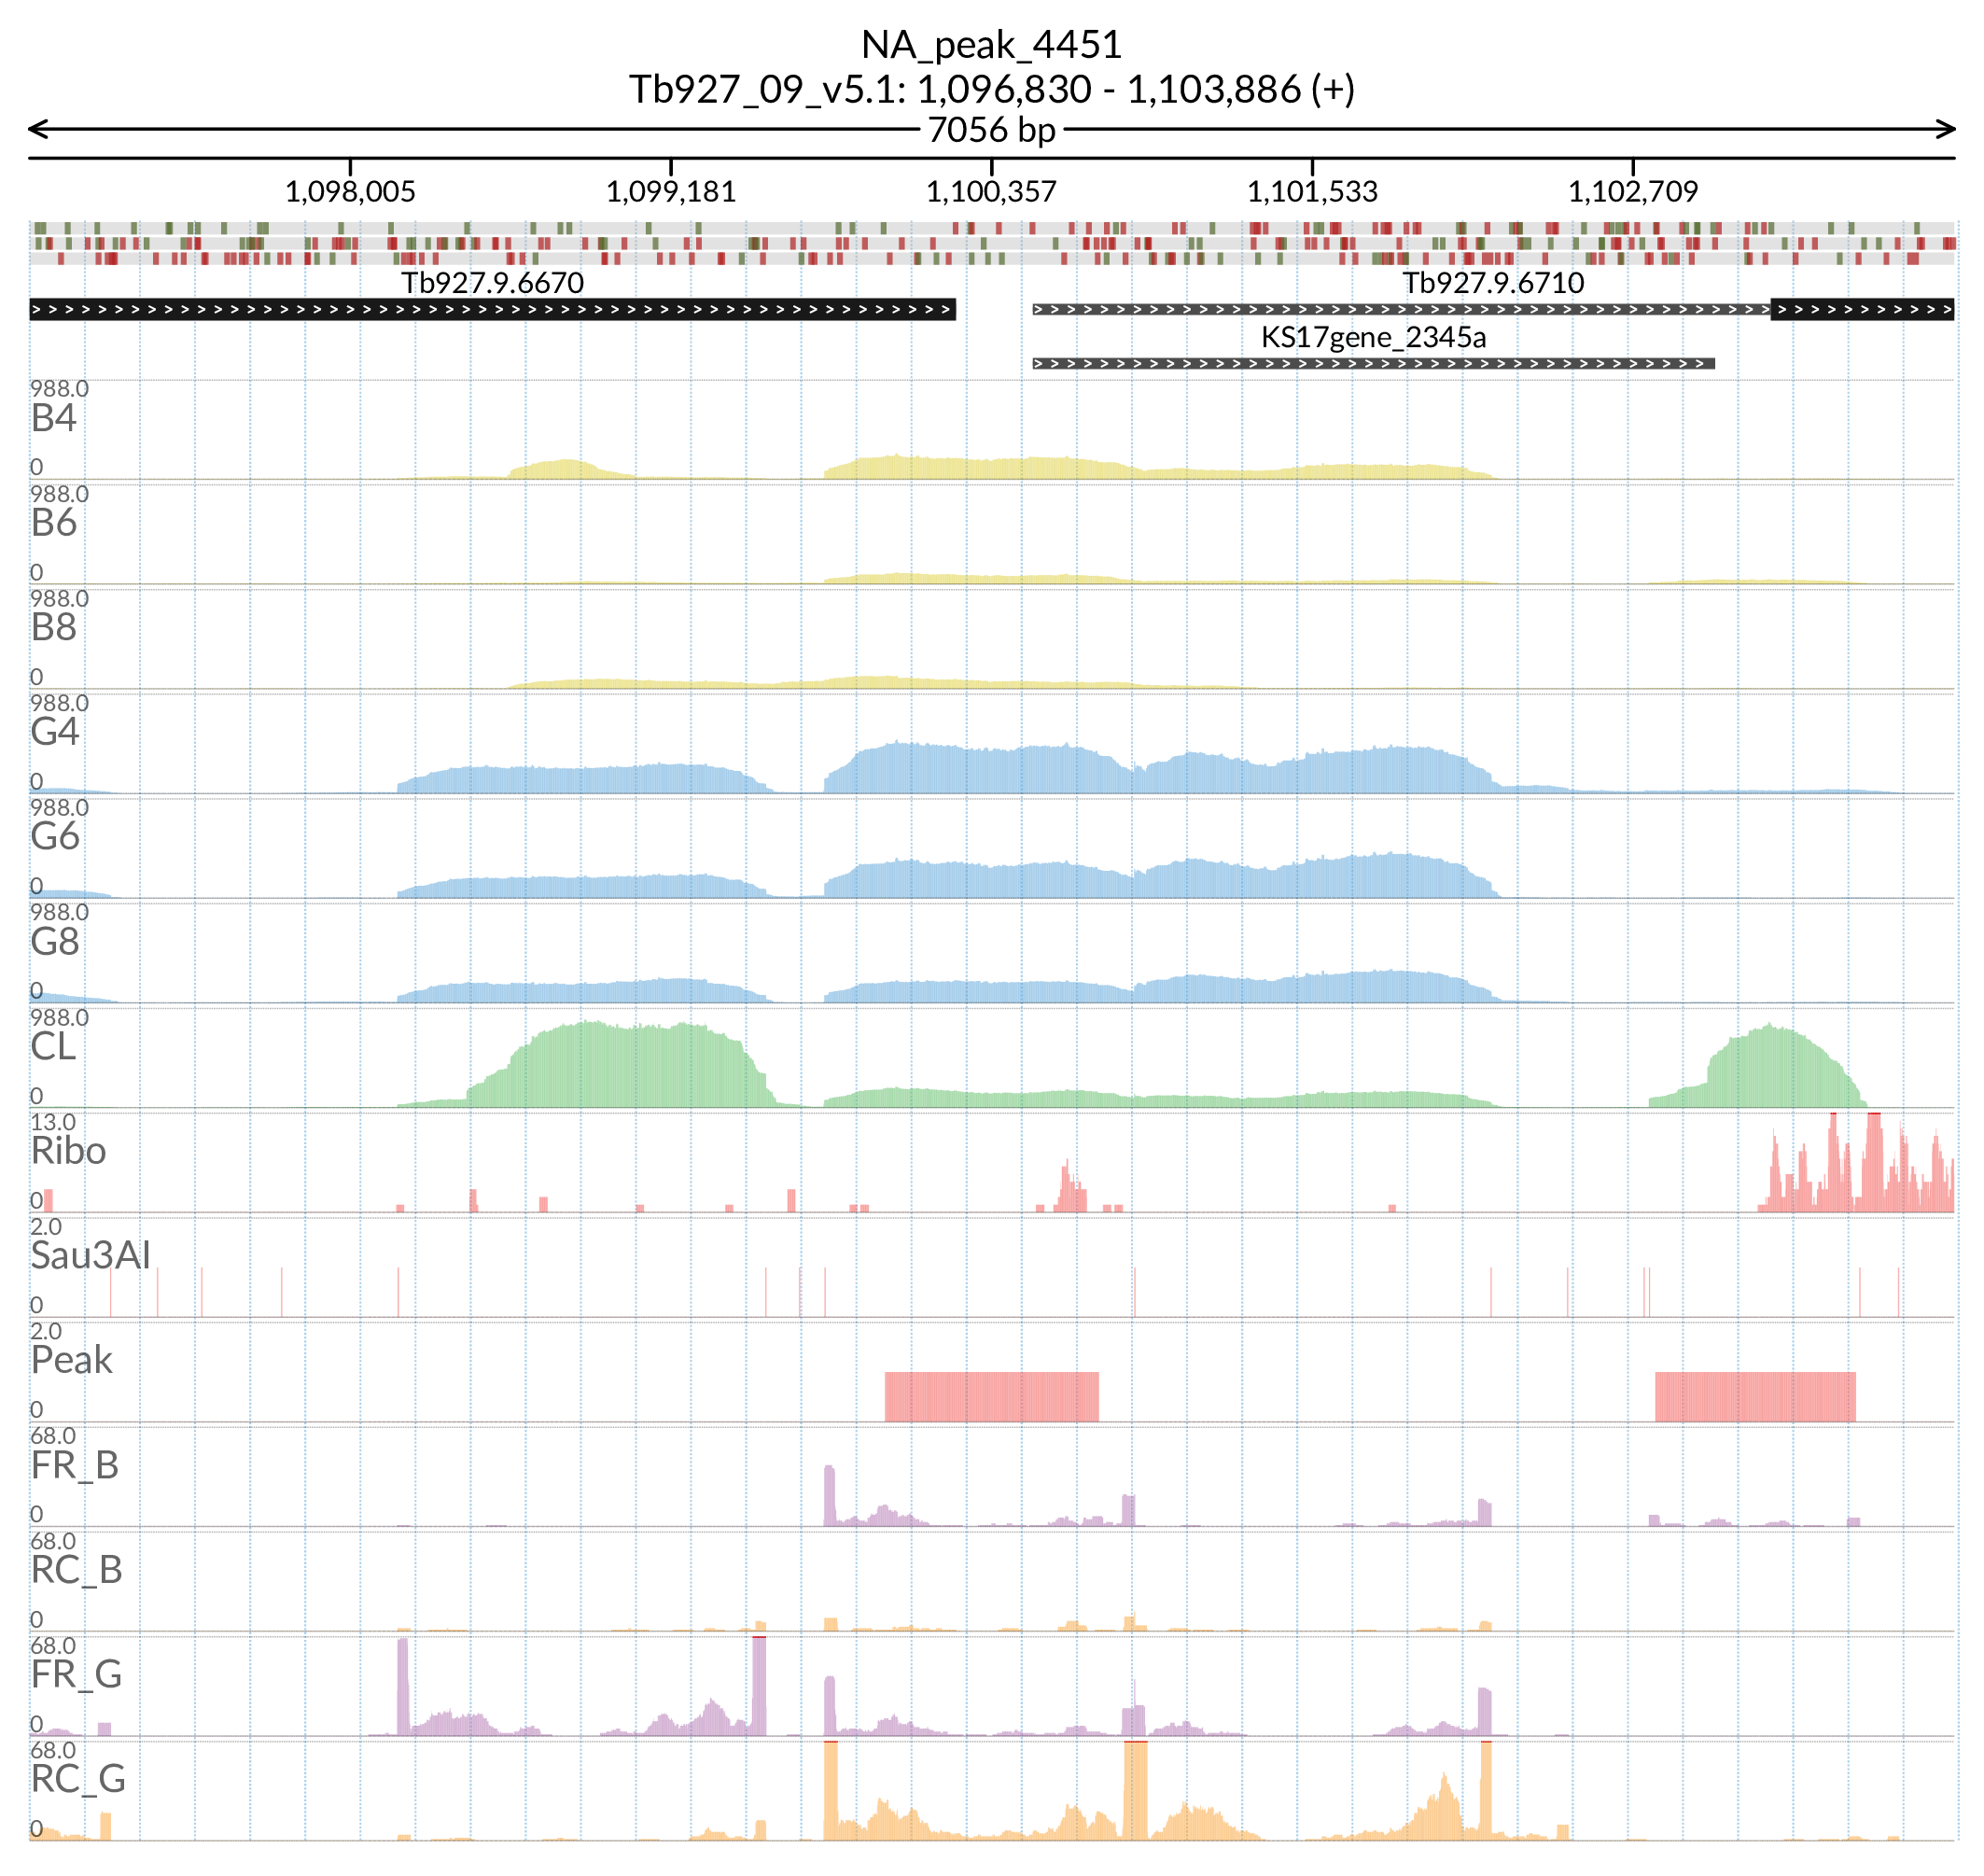 NA_peak_4451
Tb927_09_v5.1: 1,096,830 - 1,103,886 (+)
7056 bp
1,098,005 1,099,181 1,100,357 1,101,533 1,102,709
Tb927.9.6670 Tb927.9.6710
KS17gene_2345a
988.0
B4
0
988.0
B6
0
988.0
B8
0
988.0
G4
0
988.0
G6
0
988.0
G8
0
988.0
CL
0
13.0
Ribo
0
2.0
Sau3AI
0
2.0
Peak
0
68.0
FR_B
0
68.0
RC_B
0
68.0
FR_G
0
68.0
RC_G
0